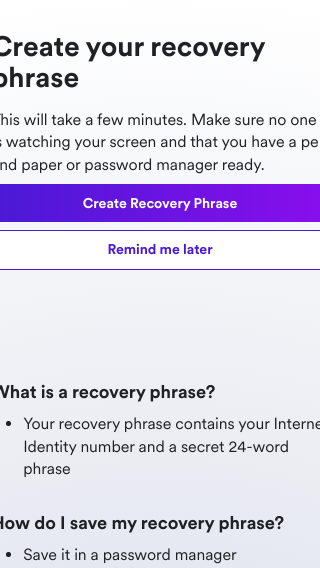 Create your recovery
phrase
This will take a few minutes. Make sure no one
is watching your screen and that you have a pe
and paper or password manager ready.
Create Recovery Phrase
Remind me later
What is a recovery phrase?
• Your recovery phrase contains your Interne
Identity number and a secret 24-word
phrase
How do I save my recovery phrase?
• Save it in a password manager